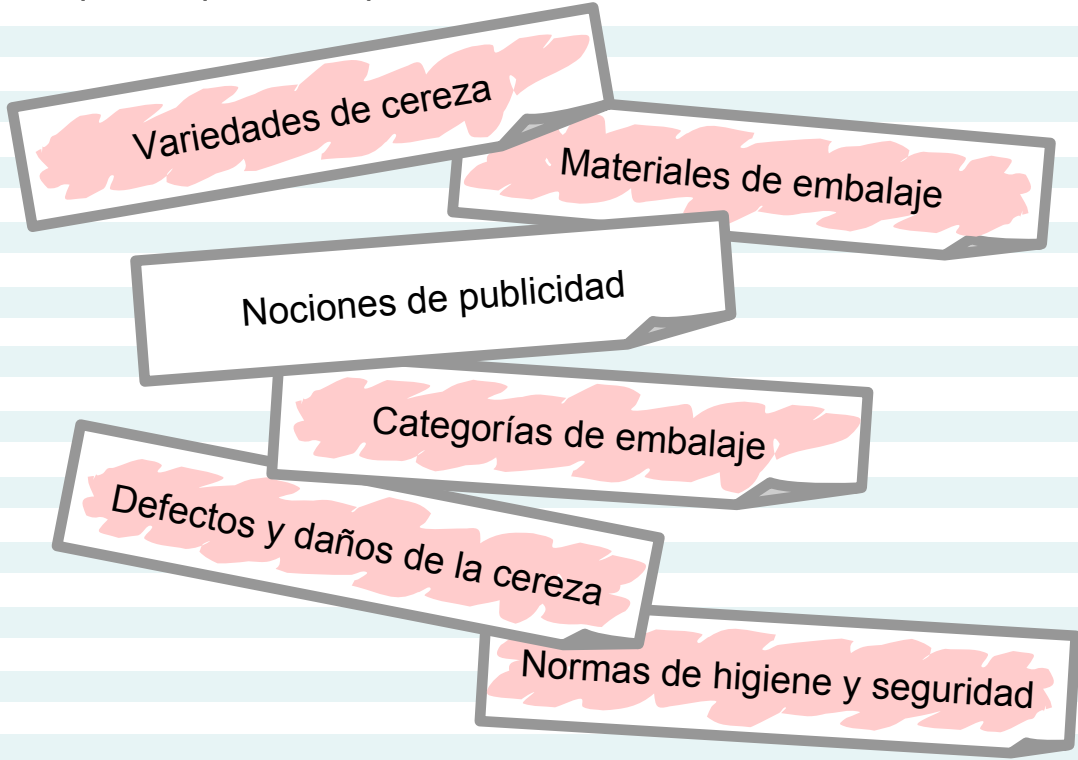 Variedades de cereza
Materiales de embalaje
Nociones de publicidad
Categorías de embalaje
Defectos y daños de la cereza
Normas de higiene y seguridad